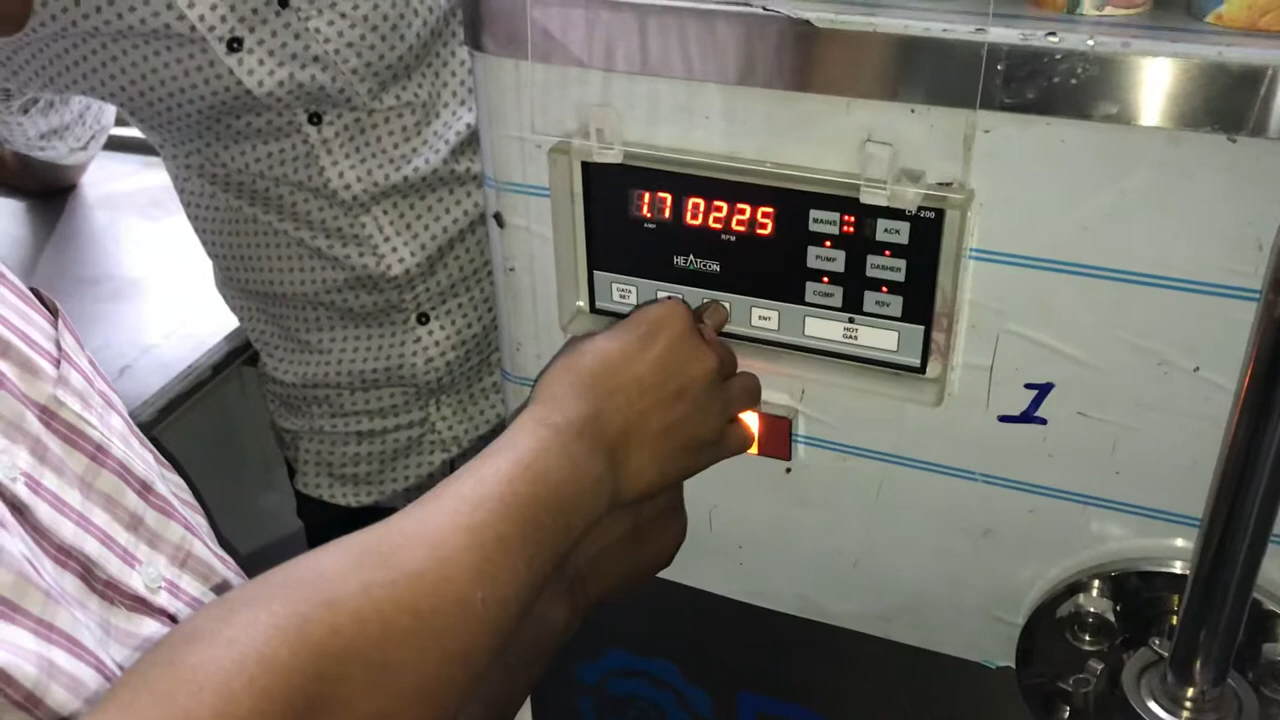 1.7 0225
AMP RPM
HEATCON
CF-200
MAINS ACK
PUMP DASHER
COMP RSV
DATA SET
ENT
HOT GAS
1